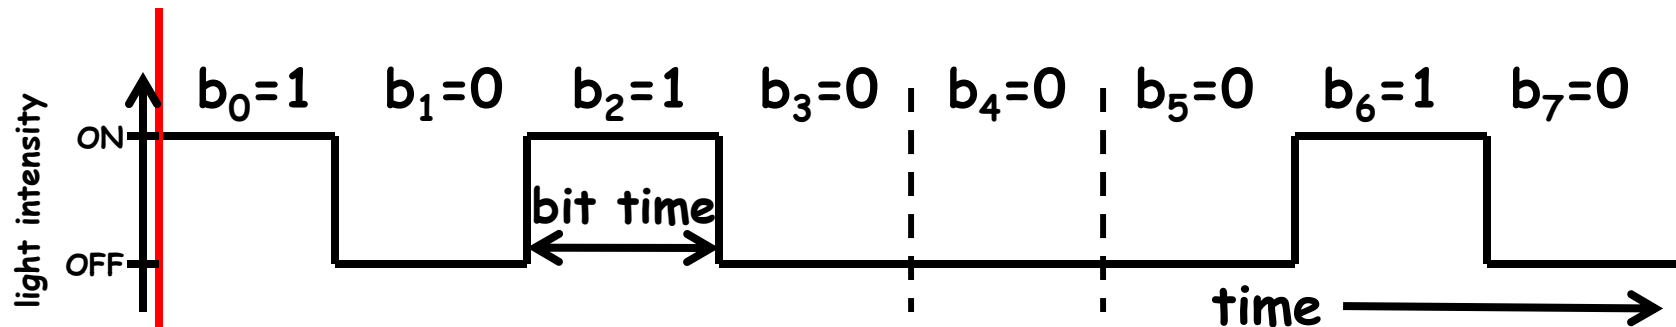 b₀=1 b₁=0 b₂=1 b₃=0 b₄=0 b₅=0 b₆=1 b₇=0
ON
bit time
OFF
light intensity
time